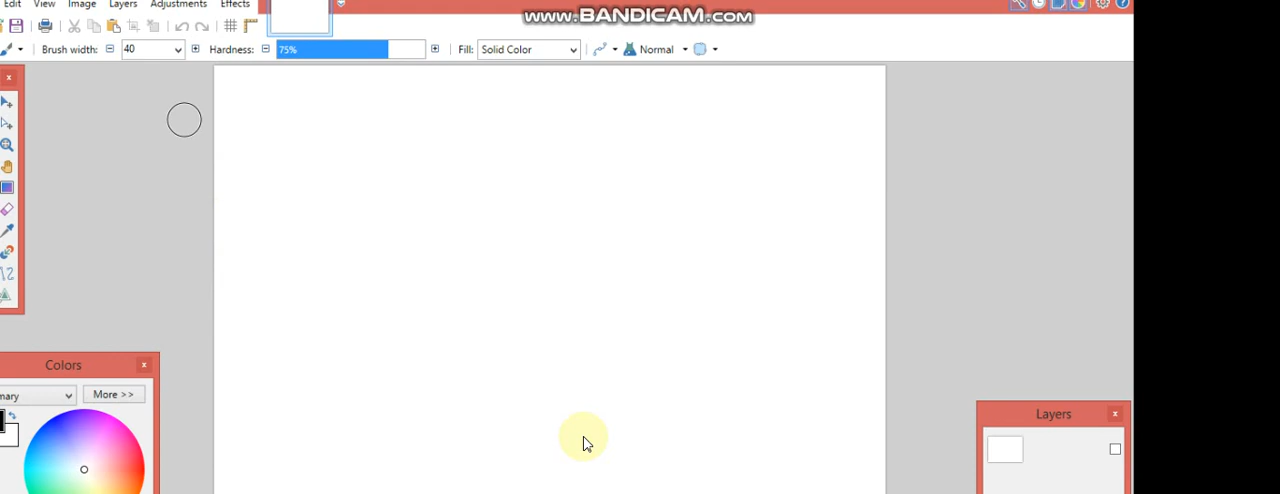 Edit View Image Layers Adjustments Effects
www.BANDICAM.com
Brush width: 40 Hardness: 75% Fill: Solid Color Normal
Colors
More >>
Layers